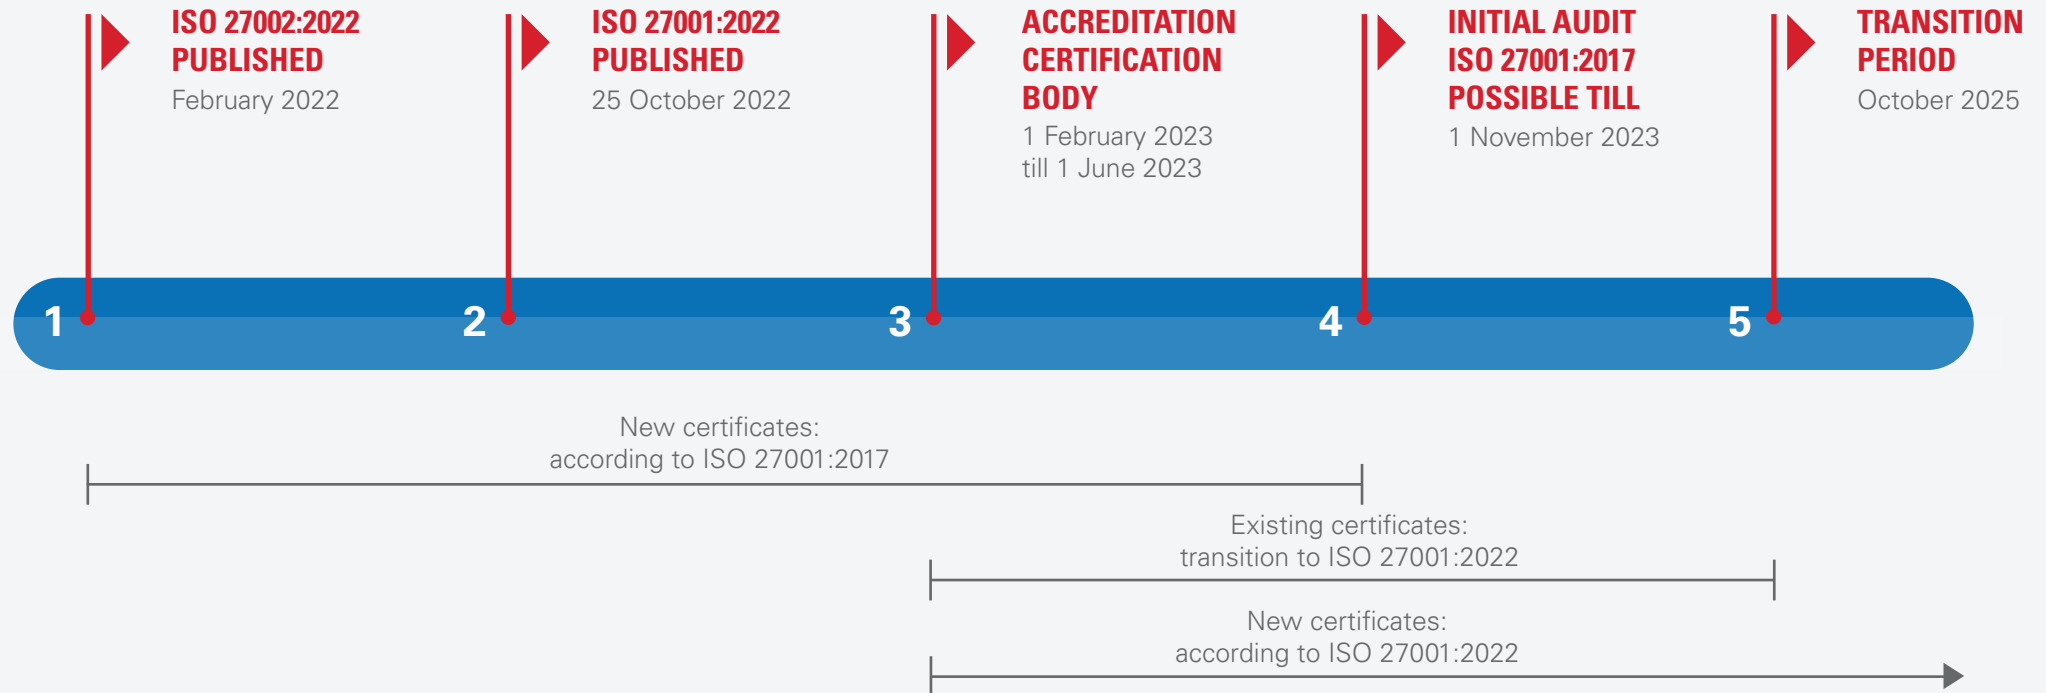 ISO 27002:2022
PUBLISHED
February 2022
ISO 27001:2022
PUBLISHED
25 October 2022
ACCREDITATION
CERTIFICATION
BODY
1 February 2023
till 1 June 2023
INITIAL AUDIT
ISO 27001:2017
POSSIBLE TILL
1 November 2023
TRANSITION
PERIOD
October 2025
1
2
3
4
5
New certificates:
according to ISO 27001:2017
Existing certificates:
transition to ISO 27001:2022
New certificates:
according to ISO 27001:2022